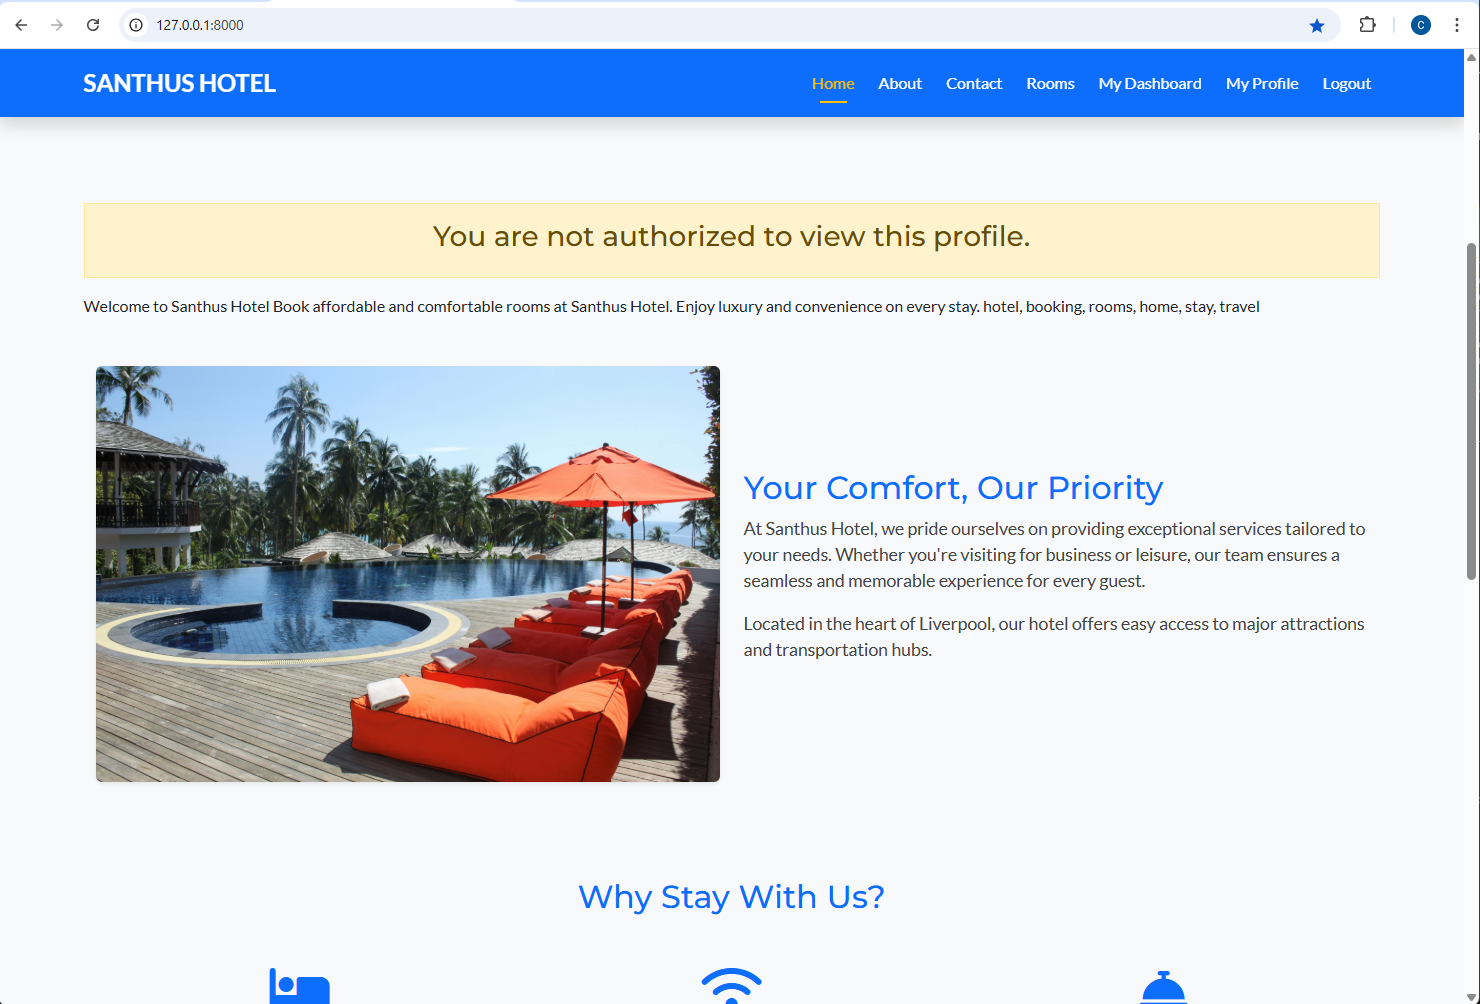 127.0.0.1:8000
C
SANTHUS HOTEL
Home About Contact Rooms My Dashboard My Profile Logout
You are not authorized to view this profile.
Welcome to Santhus Hotel Book affordable and comfortable rooms at Santhus Hotel. Enjoy luxury and convenience on every stay. hotel, booking, rooms, home, stay, travel
Your Comfort, Our Priority
At Santhus Hotel, we pride ourselves on providing exceptional services tailored to
your needs. Whether you're visiting for business or leisure, our team ensures a
seamless and memorable experience for every guest.
Located in the heart of Liverpool, our hotel offers easy access to major attractions
and transportation hubs.
Why Stay With Us?